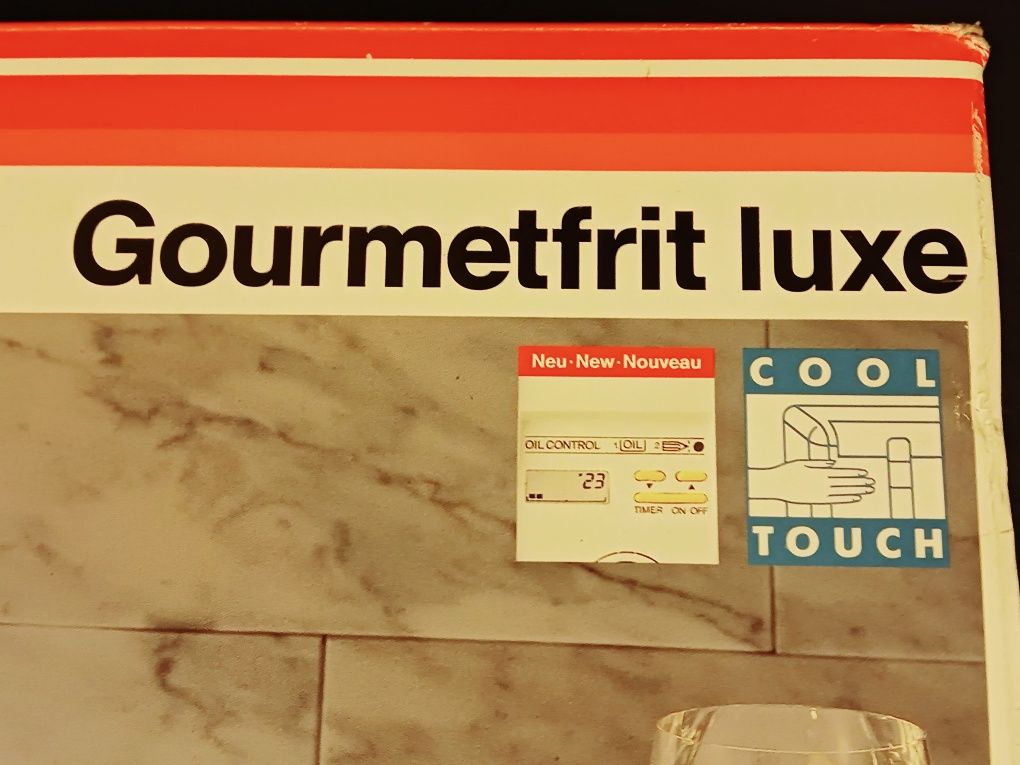 Gourmetfrit luxe
Neu·New·Nouveau
OIL CONTROL 1 OIL 2
23
TIMER ON OFF
COOL
TOUCH